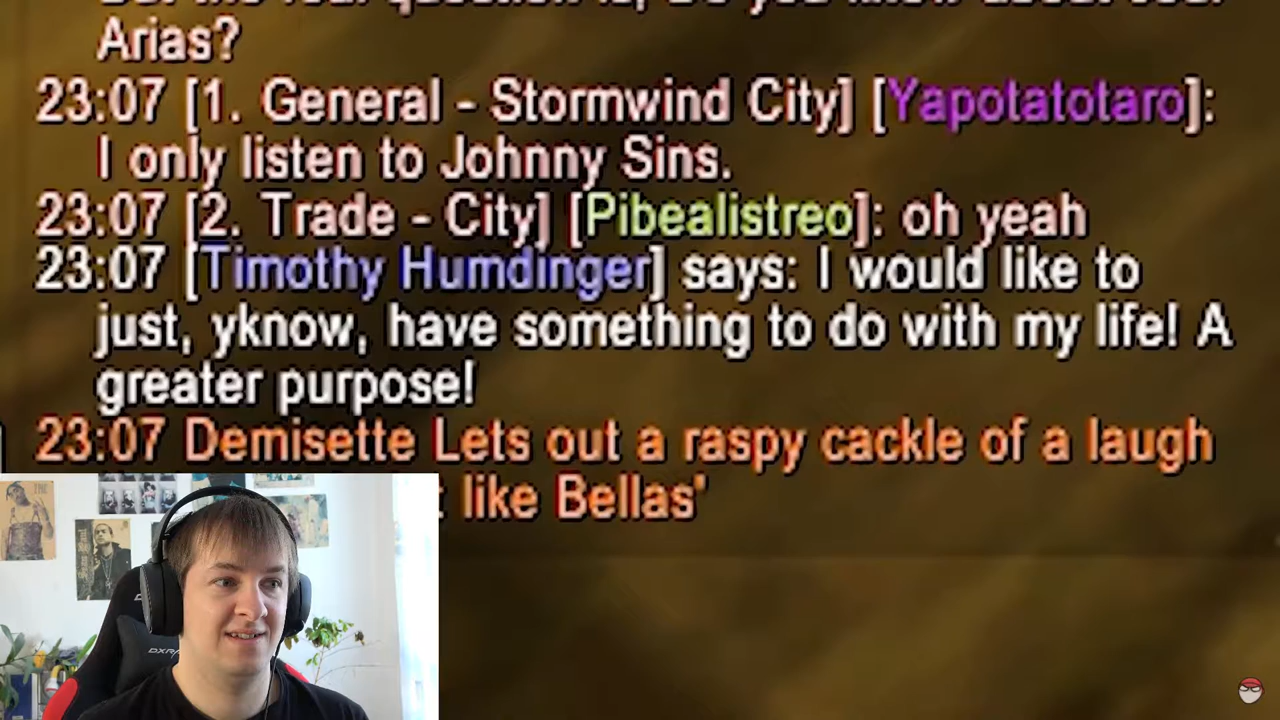 Arias?
23:07 [1. General - Stormwind City] [Yapotatotaro]:
I only listen to Johnny Sins.
23:07 [2. Trade - City] [Pibealistreo]: oh yeah
23:07 [Timothy Humdinger] says: I would like to
just, yknow, have something to do with my life! A
greater purpose!
23:07 Demisette Lets out a raspy cackle of a laugh
like Bellas'